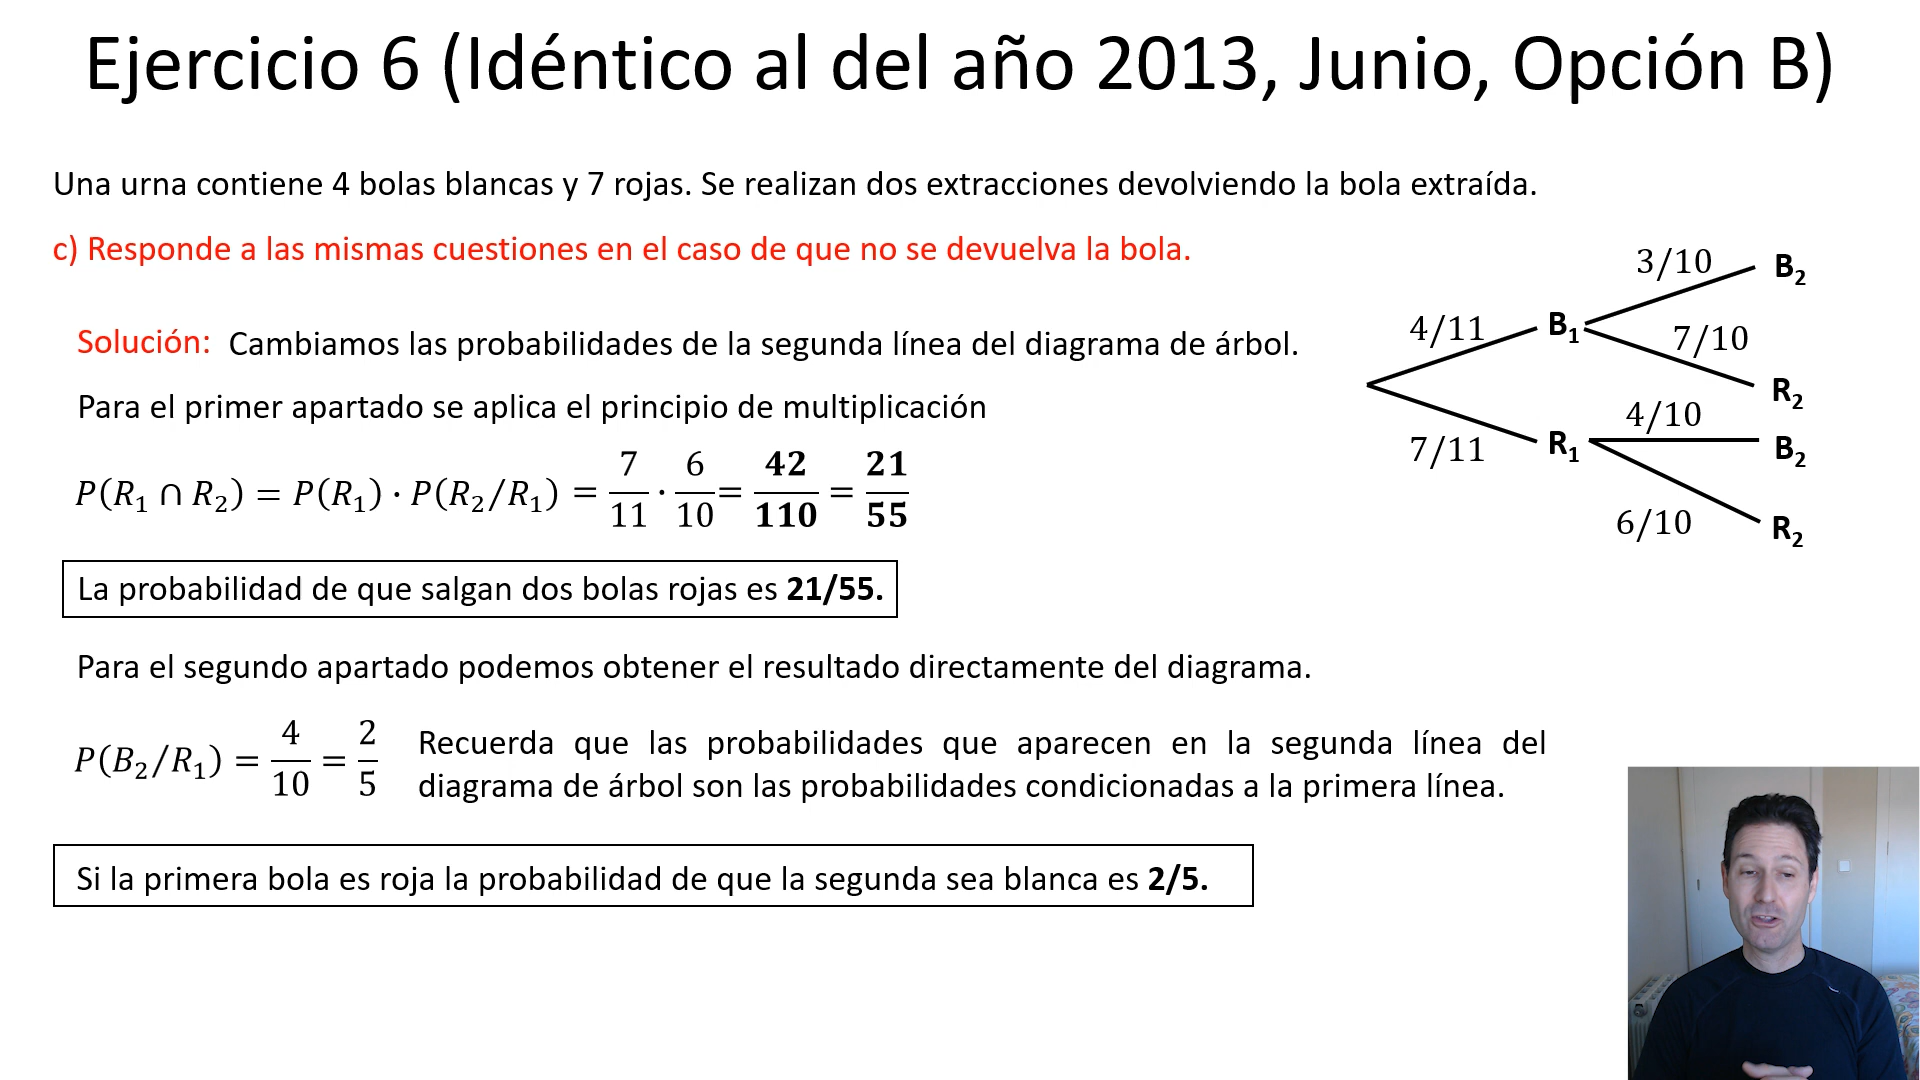 Ejercicio 6 (Idéntico al del año 2013, Junio, Opción B)
Una urna contiene 4 bolas blancas y 7 rojas. Se realizan dos extracciones devolviendo la bola extraída.
c) Responde a las mismas cuestiones en el caso de que no se devuelva la bola.
Solución: Cambiamos las probabilidades de la segunda línea del diagrama de árbol.
Para el primer apartado se aplica el principio de multiplicación
P(R₁ ∩ R₂) = P(R₁) · P(R₂/R₁) = 7/11 · 6/10 = 42/110 = 21/55
La probabilidad de que salgan dos bolas rojas es 21/55.
Para el segundo apartado podemos obtener el resultado directamente del diagrama.
P(B₂/R₁) = 4/10 = 2/5
Recuerda que las probabilidades que aparecen en la segunda línea del
diagrama de árbol son las probabilidades condicionadas a la primera línea.
Si la primera bola es roja la probabilidad de que la segunda sea blanca es 2/5.
3/10
B₂
4/11
B₁
7/10
R₂
4/10
7/11
R₁
B₂
6/10
R₂